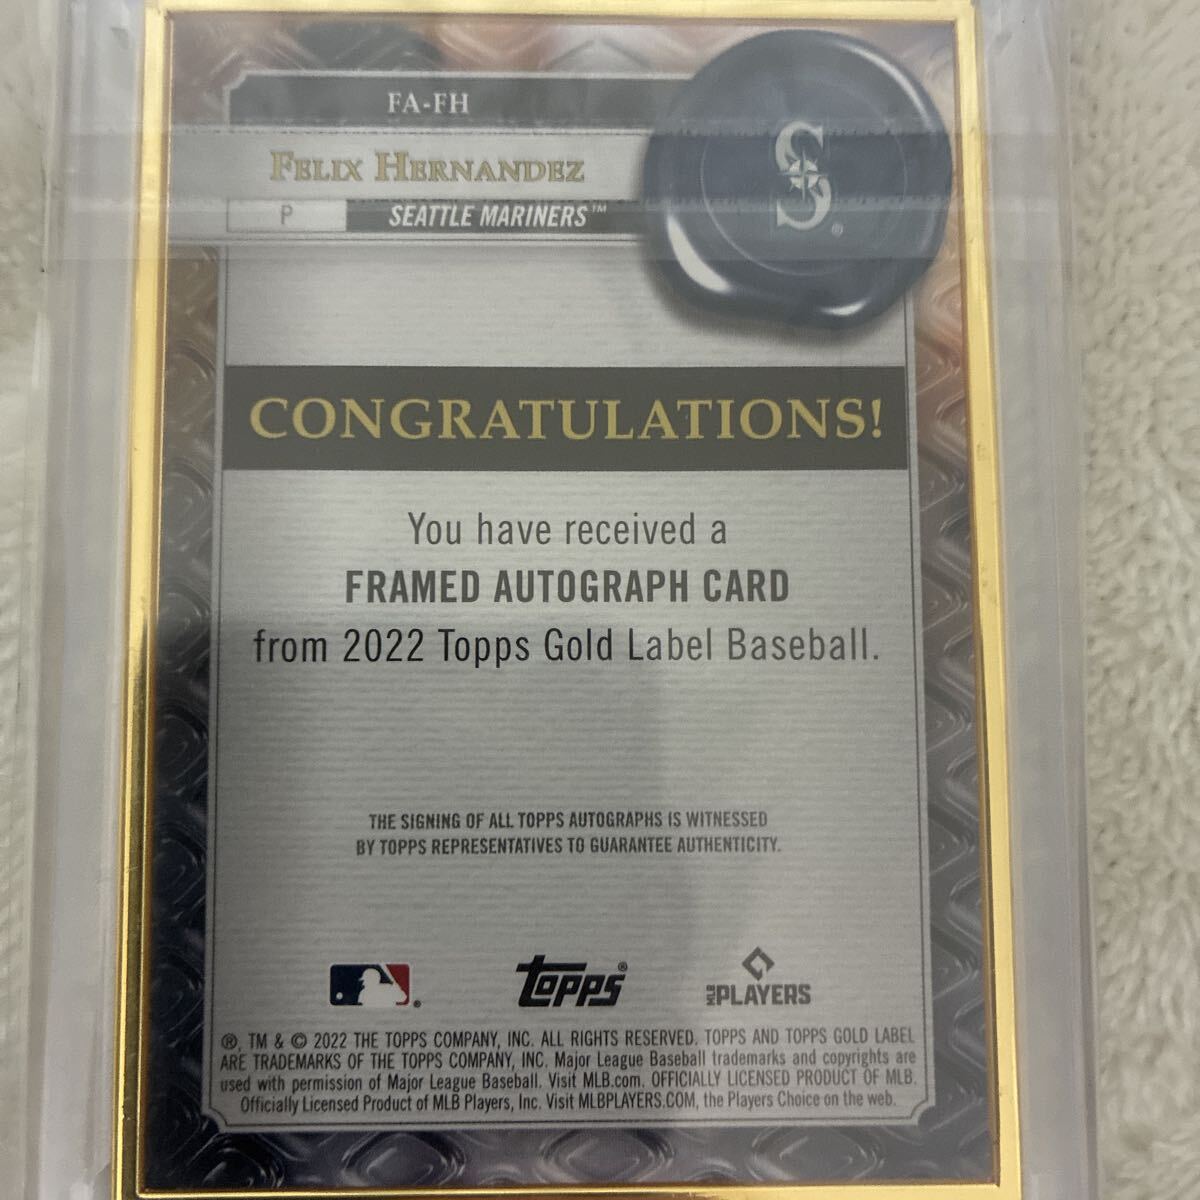 FA-FH
FELIX HERNANDEZ
P SEATTLE MARINERS™
S®
CONGRATULATIONS!
You have received a
FRAMED AUTOGRAPH CARD
from 2022 Topps Gold Label Baseball.
THE SIGNING OF ALL TOPPS AUTOGRAPHS IS WITNESSED
BY TOPPS REPRESENTATIVES TO GUARANTEE AUTHENTICITY.
® topps® MLB PLAYERS
®, TM & © 2022 THE TOPPS COMPANY, INC. ALL RIGHTS RESERVED. TOPPS AND TOPPS GOLD LABEL
ARE TRADEMARKS OF THE TOPPS COMPANY, INC. Major League Baseball trademarks and copyrights are
used with permission of Major League Baseball. Visit MLB.com. OFFICIALLY LICENSED PRODUCT OF MLB.
Officially Licensed Product of MLB Players, Inc. Visit MLBPLAYERS.COM, the Players Choice on the web.